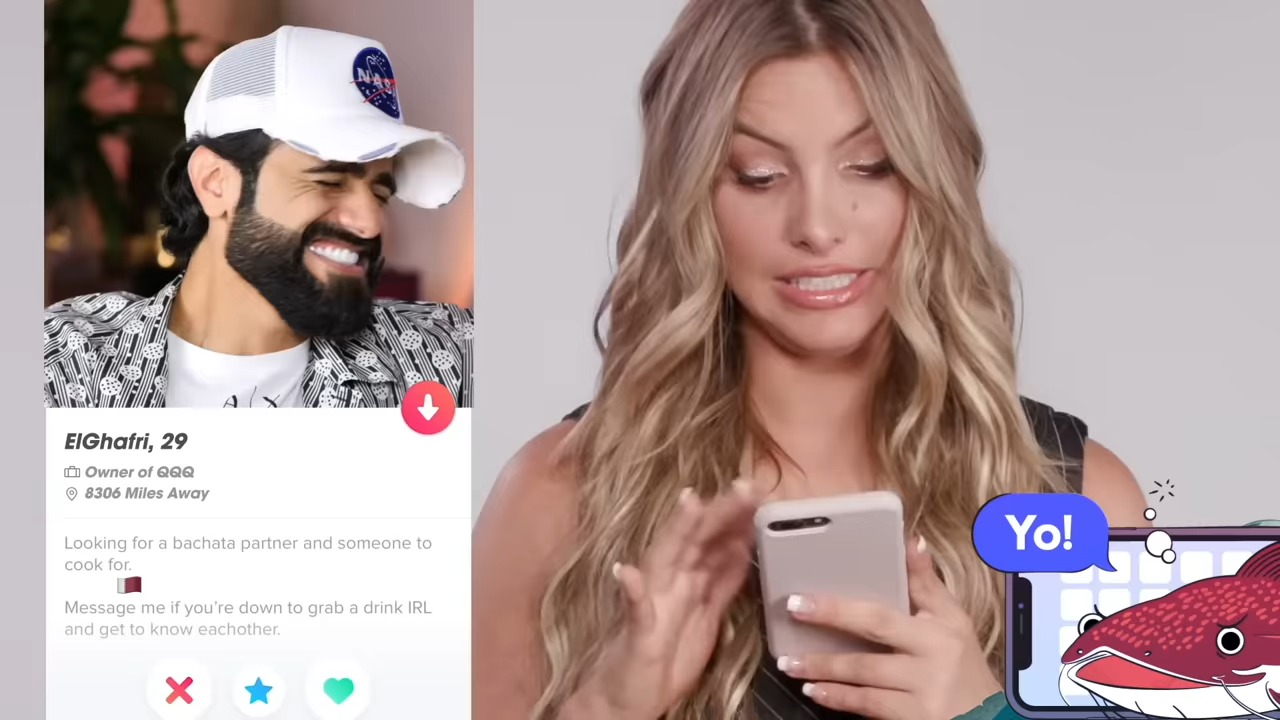 NASA
ElGhafri, 29
Owner of QQQ
8306 Miles Away
Looking for a bachata partner and someone to
cook for.
Message me if you're down to grab a drink IRL
and get to know eachother.
Yo!